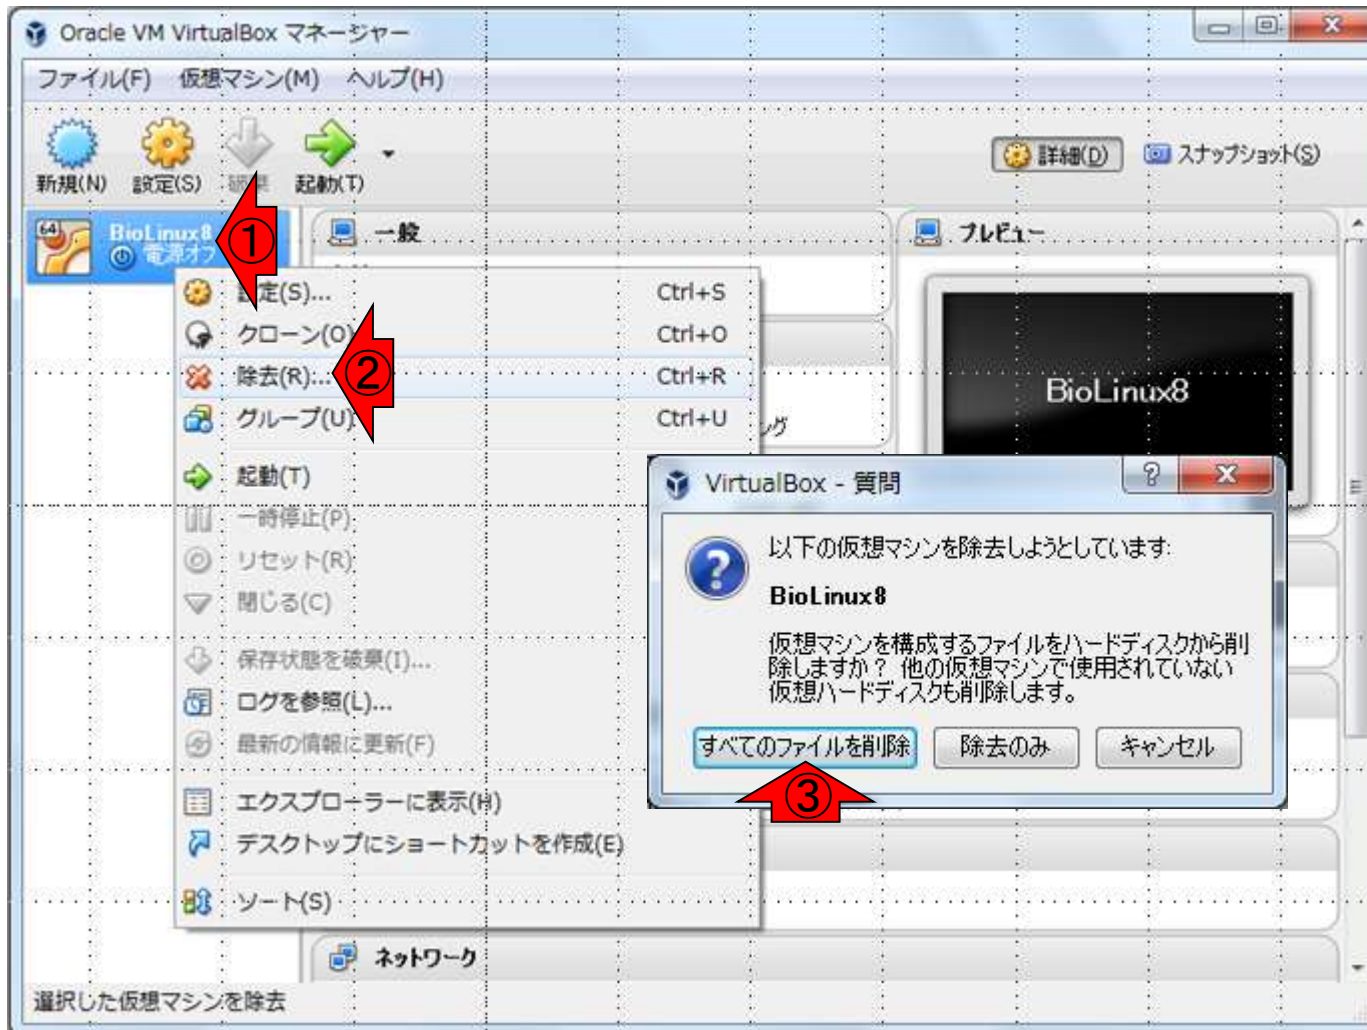 Oracle VM VirtualBox マネージャー
ファイル(F) 仮想マシン(M) ヘルプ(H)
新規(N) 設定(S) 破棄 起動(T)
詳細(D) スナップショット(S)
BioLinux8
電源オフ
①
一般
プレビュー
BioLinux8
設定(S)... Ctrl+S
クローン(O) Ctrl+O
除去(R)... Ctrl+R
②
グループ(U) Ctrl+U
ング
起動(T)
一時停止(P)
リセット(R)
閉じる(C)
保存状態を破棄(I)...
ログを参照(L)...
最新の情報に更新(F)
エクスプローラーに表示(H)
デスクトップにショートカットを作成(E)
ソート(S)
VirtualBox - 質問
以下の仮想マシンを除去しようとしています:
BioLinux8
仮想マシンを構成するファイルをハードディスクから削
除しますか？ 他の仮想マシンで使用されていない
仮想ハードディスクも削除します。
すべてのファイルを削除 除去のみ キャンセル
③
ネットワーク
選択した仮想マシンを除去